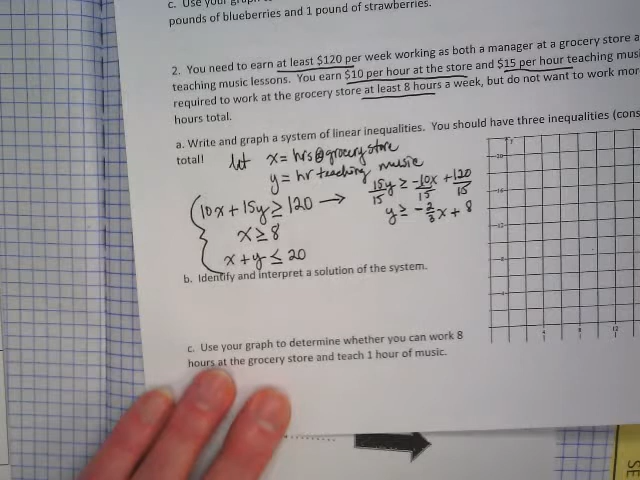 c. Use your
pounds of blueberries and 1 pound of strawberries.
2. You need to earn at least $120 per week working as both a manager at a grocery store a
teaching music lessons. You earn $10 per hour at the store and $15 per hour teaching musi
required to work at the grocery store at least 8 hours a week, but do not want to work more
hours total.
a. Write and graph a system of linear inequalities. You should have three inequalities (cons
total!
let x = hrs @ grocery store
y = hr teaching music
10x + 15y ≥ 120 → 15y/15 ≥ -10x/15 + 120/15
x ≥ 8 y ≥ -2/3x + 8
x + y ≤ 20
b. Identify and interpret a solution of the system.
c. Use your graph to determine whether you can work 8
hours at the grocery store and teach 1 hour of music.
SE